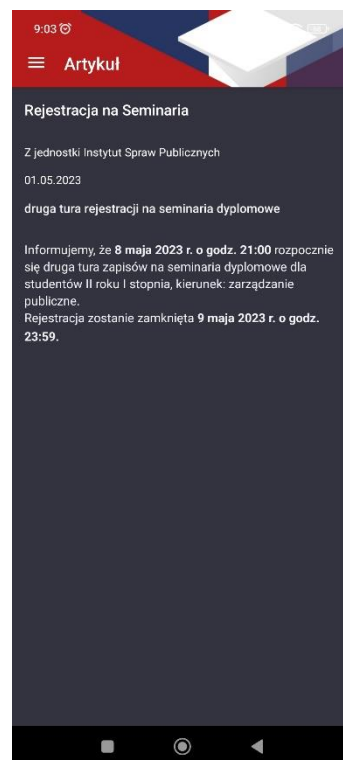 9:03
Artykuł
Rejestracja na Seminaria
Z jednostki Instytut Spraw Publicznych
01.05.2023
druga tura rejestracji na seminaria dyplomowe
Informujemy, że 8 maja 2023 r. o godz. 21:00 rozpocznie
się druga tura zapisów na seminaria dyplomowe dla
studentów II roku I stopnia, kierunek: zarządzanie
publiczne.
Rejestracja zostanie zamknięta 9 maja 2023 r. o godz.
23:59.